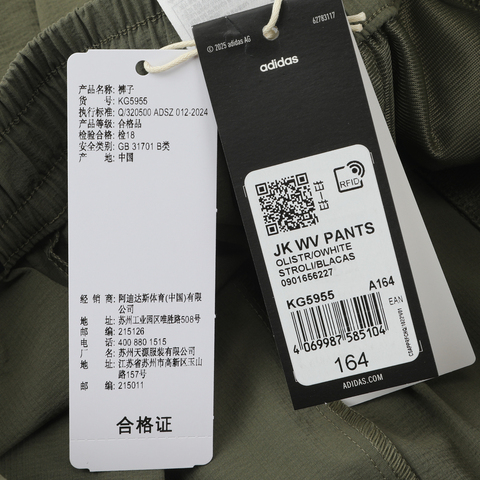 产品名称: 裤子
货 号: KG5955
执行标准: Q/320500 ADSZ 012-2024
产品等级: 合格品
检验合格: 检18
安全类别: GB 31701 B类
产 地: 中国
经 销 商: 阿迪达斯体育(中国)有限
公司
地 址: 苏州工业园区唯胜路508号
邮 编: 215126
电 话: 400 880 1515
厂 名: 苏州天源服装有限公司
地 址: 江苏省苏州市高新区玉山
路157号
邮 编: 215011
合格证
© 2025 adidas AG
62783117
adidas
RFID
JK WV PANTS
OLISTR/OWHITE
STROLI/BLACAS
0901656227
KG5955
A164
EAN
4 069987 585104
164
ADIDAS.COM